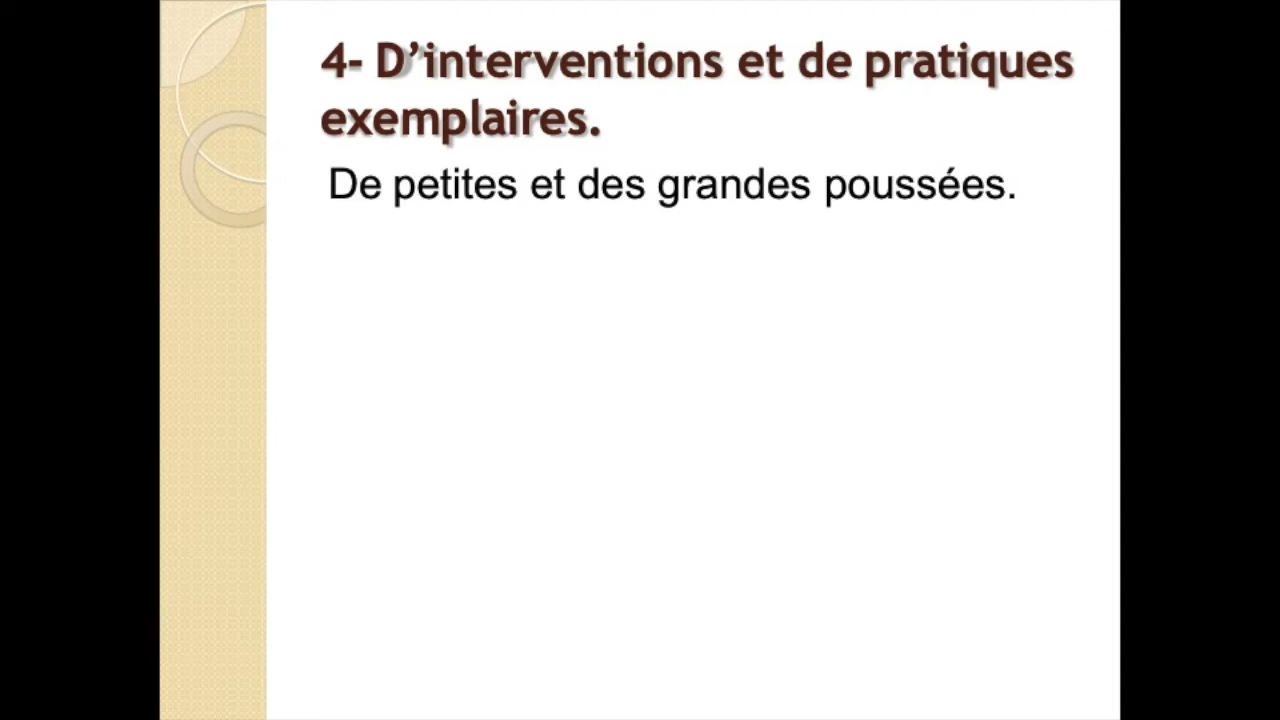 4- D’interventions et de pratiques
exemplaires.
De petites et des grandes poussées.